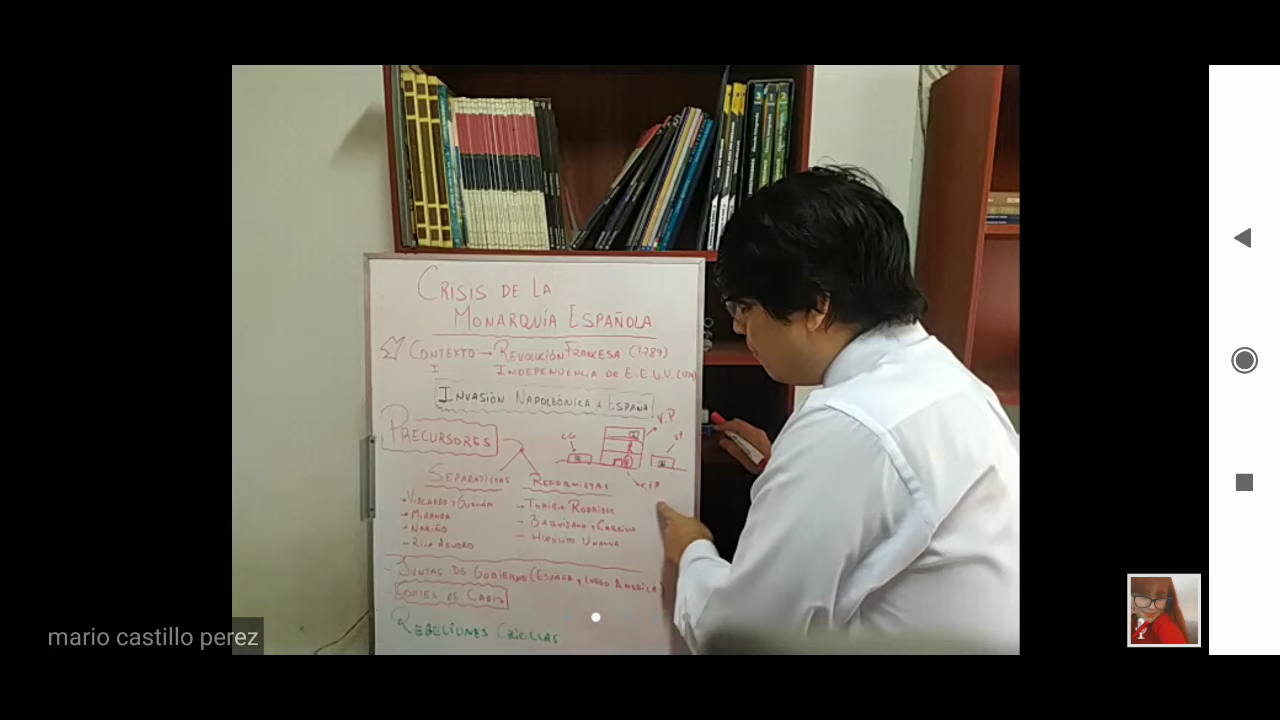 CRISIS DE LA
MONARQUÍA ESPAÑOLA
CONTEXTO → REVOLUCIÓN FRANCESA (1789)
I INDEPENDENCIA DE E.E.U.U.
INVASIÓN NAPOLEÓNICA A ESPAÑA
PRECURSORES
V.P
SEPARATISTAS REFORMISTAS
- VISCARDO Y GUZMÁN - TORIBIO RODRÍGUEZ
- MIRANDA - BAQUÍJANO Y CARRILLO
- NARIÑO - HIPÓLITO UNANUE
- RIVA AGUERO
- JUNTAS DE GOBIERNO (ESPAÑA Y LUEGO AMÉRICA)
- CORTES DE CADIZ
REBELIONES CRIOLLAS
mario castillo perez